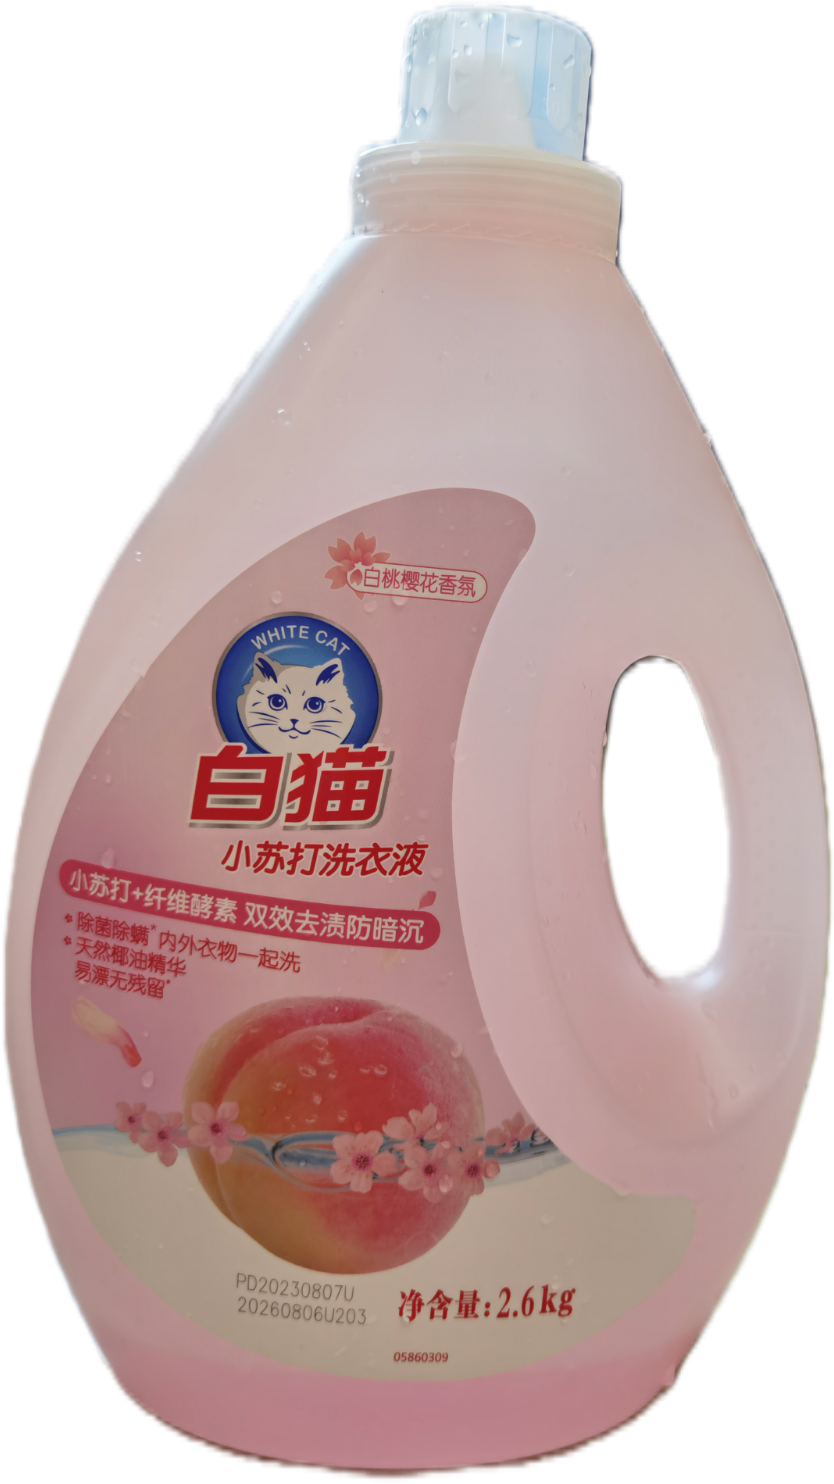 白桃樱花香氛
WHITE CAT
白猫
小苏打洗衣液
小苏打+纤维酵素 双效去渍防暗沉
除菌除螨*内外衣物一起洗
天然椰油精华
易漂无残留*
PD20230807U
20260806U203
净含量:2.6kg
05860309